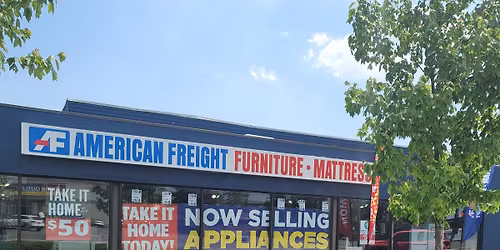 AF AMERICAN FREIGHT FURNITURE • MATTRESS
TAKE IT
HOME
$50
TAKE IT
HOME
TODAY!
NOW SELLING
APPLIANCES